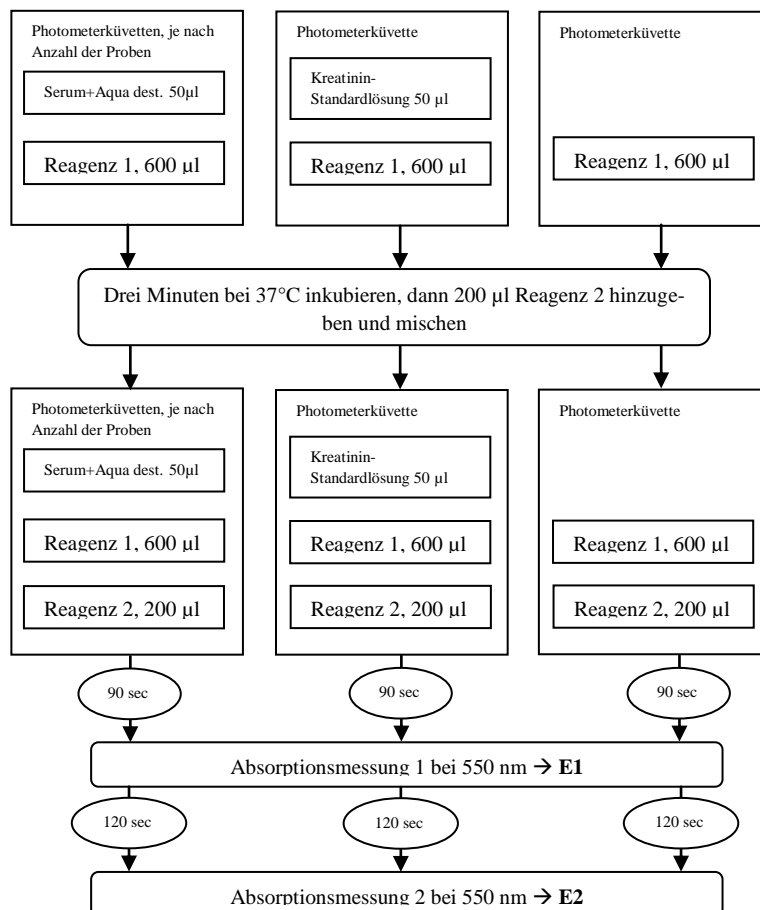 Photometerküvetten, je nach
Anzahl der Proben
Serum+Aqua dest. 50µl
Reagenz 1, 600 µl
Photometerküvette
Kreatinin-
Standardlösung 50 µl
Reagenz 1, 600 µl
Photometerküvette
Reagenz 1, 600 µl
Drei Minuten bei 37°C inkubieren, dann 200 µl Reagenz 2 hinzuge-
ben und mischen
Photometerküvetten, je nach
Anzahl der Proben
Serum+Aqua dest. 50µl
Reagenz 1, 600 µl
Reagenz 2, 200 µl
Photometerküvette
Kreatinin-
Standardlösung 50 µl
Reagenz 1, 600 µl
Reagenz 2, 200 µl
Photometerküvette
Reagenz 1, 600 µl
Reagenz 2, 200 µl
90 sec
90 sec
90 sec
Absorptionsmessung 1 bei 550 nm → E1
120 sec
120 sec
120 sec
Absorptionsmessung 2 bei 550 nm → E2